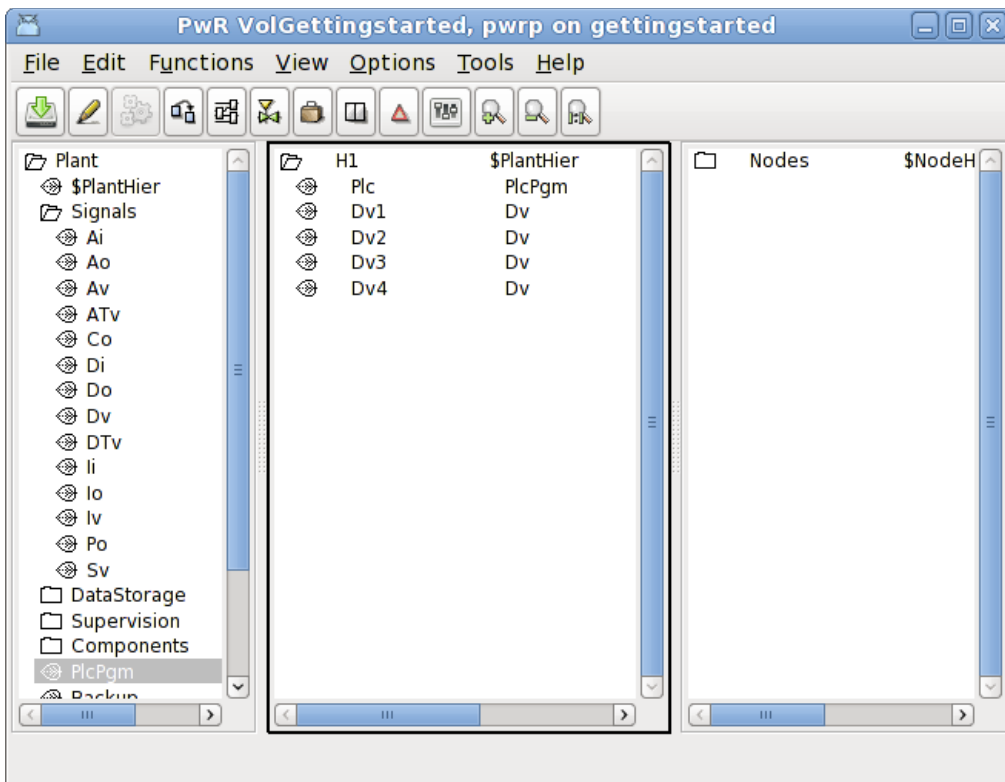 PwR VolGettingstarted, pwrp on gettingstarted
File Edit Functions View Options Tools Help
Plant
$PlantHier
Signals
Ai
Ao
Av
ATv
Co
Di
Do
Dv
DTv
Ii
Io
Iv
Po
Sv
DataStorage
Supervision
Components
PlcPgm
Backup
H1 $PlantHier
Plc PlcPgm
Dv1 Dv
Dv2 Dv
Dv3 Dv
Dv4 Dv
Nodes $NodeH